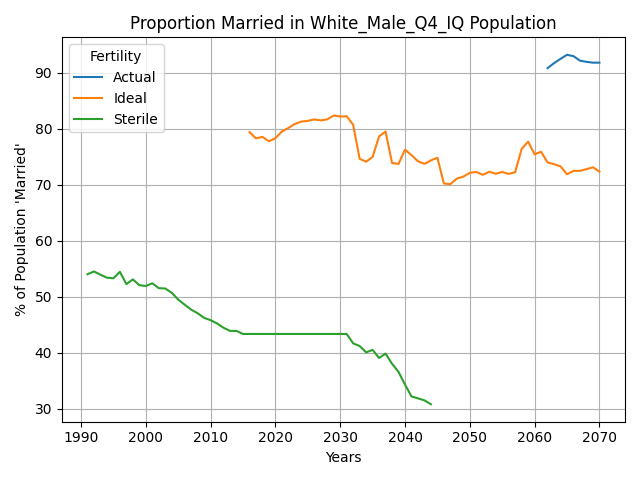 Proportion Married in White_Male_Q4_IQ Population
Fertility
Actual
Ideal
Sterile
% of Population 'Married'
90
80
70
60
50
40
30
1990 2000 2010 2020 2030 2040 2050 2060 2070
Years